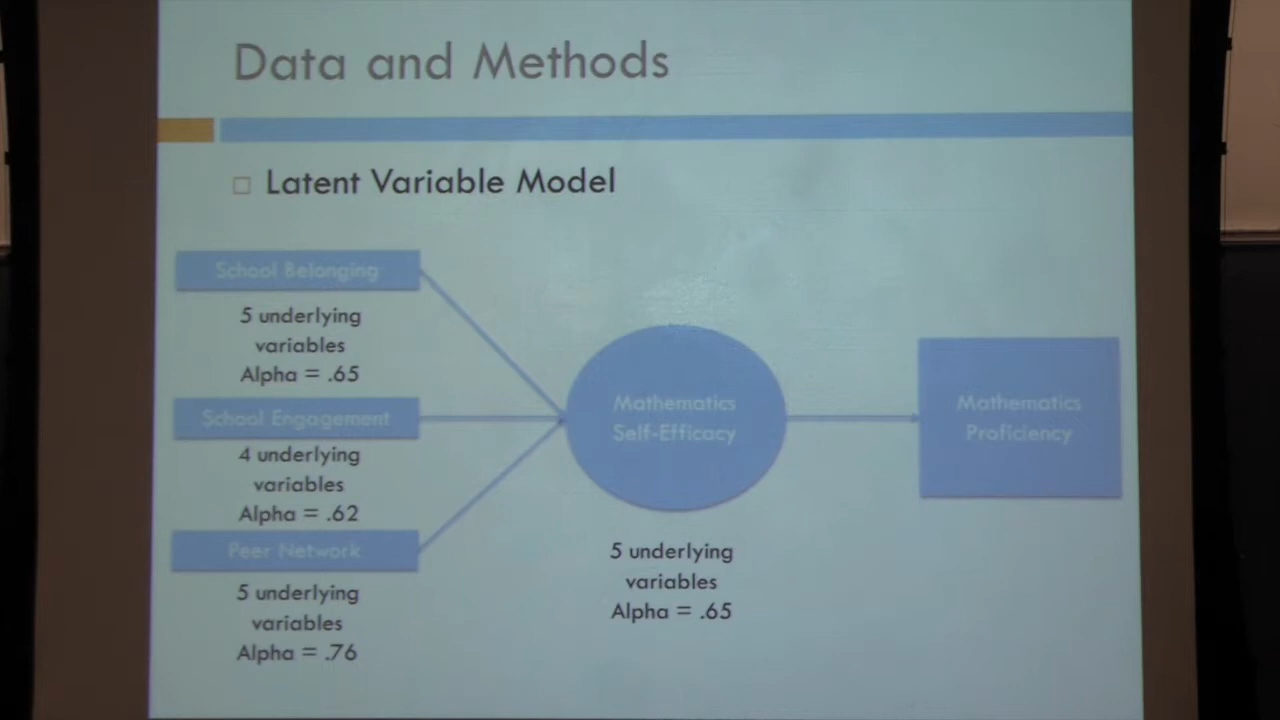 Data and Methods
Latent Variable Model
School Belonging
5 underlying
variables
Alpha = .65
School Engagement
4 underlying
variables
Alpha = .62
Peer Network
5 underlying
variables
Alpha = .76
Mathematics
Self-Efficacy
5 underlying
variables
Alpha = .65
Mathematics
Proficiency